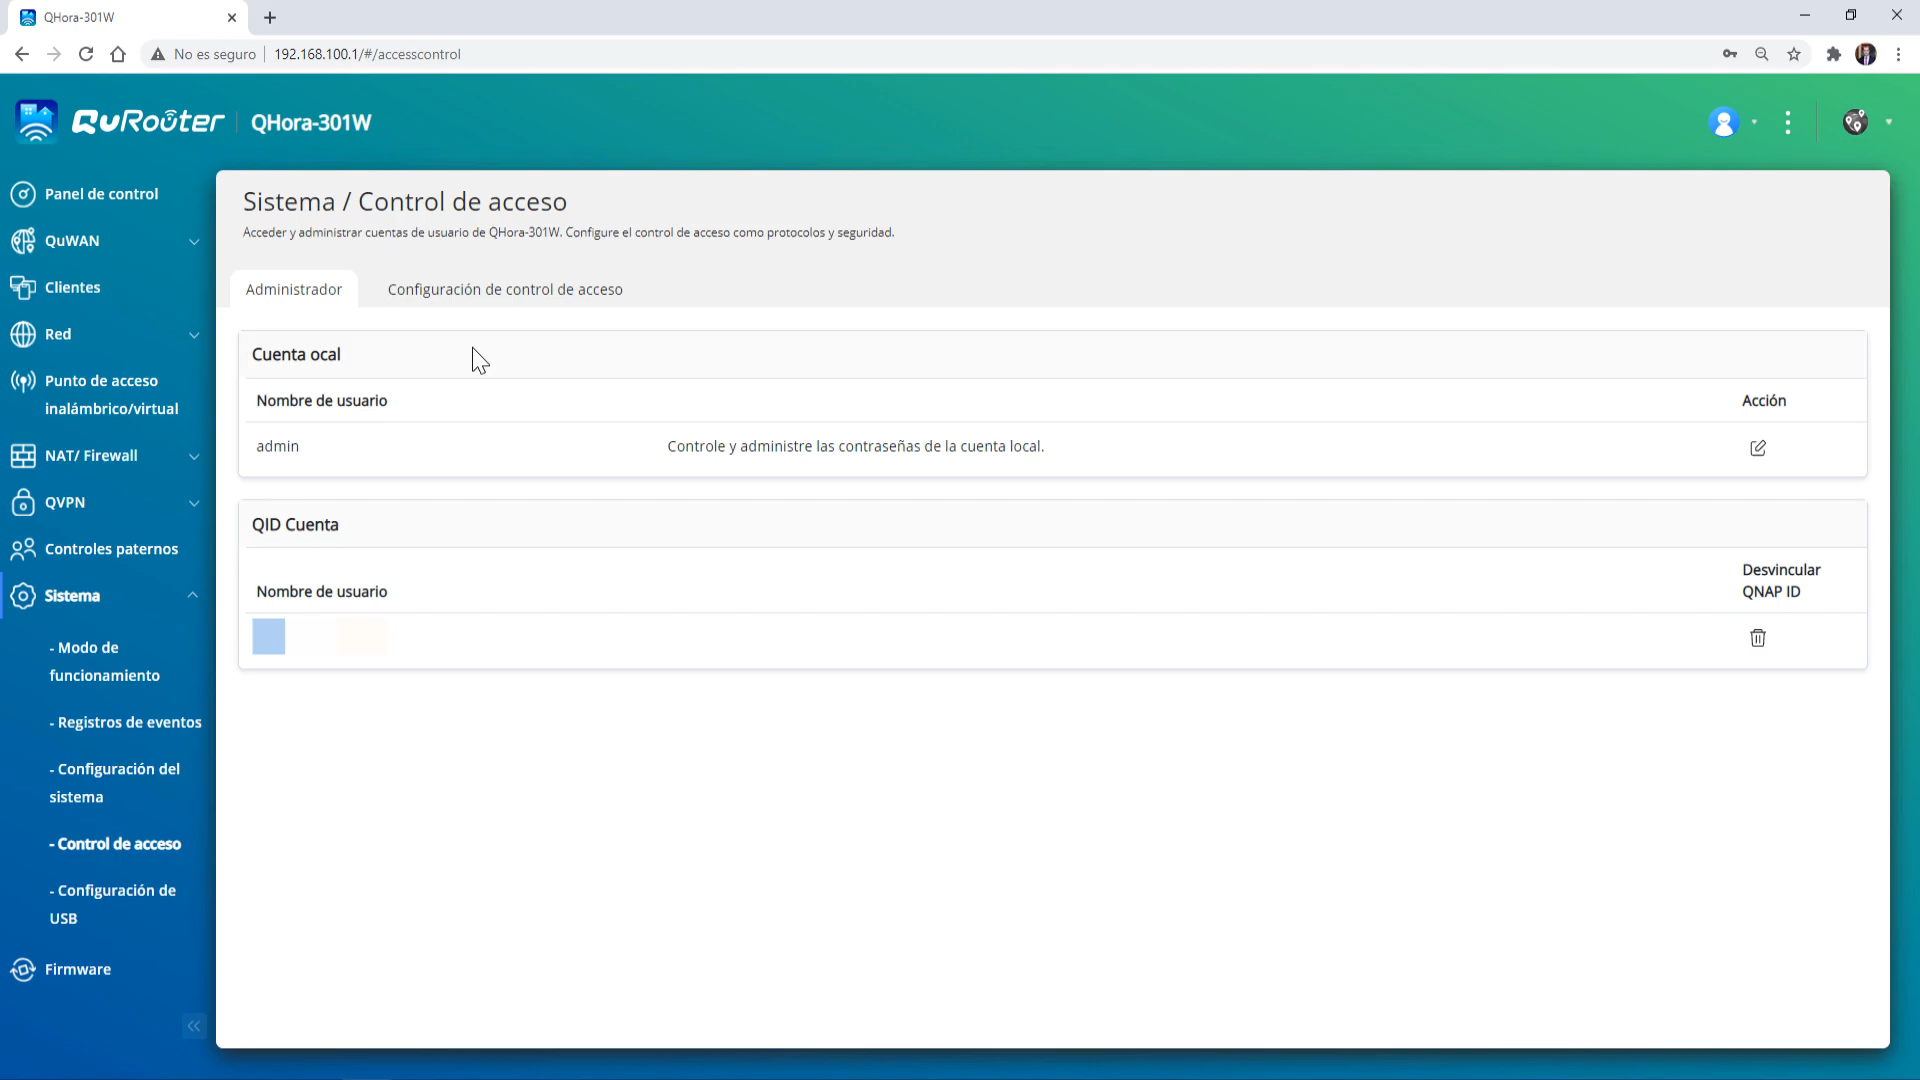 QHora-301W
No es seguro
192.168.100.1/#/accesscontrol
QuRouter
QHora-301W
Panel de control
QuWAN
Clientes
Red
Punto de acceso
inalámbrico/virtual
NAT/ Firewall
QVPN
Controles paternos
Sistema
- Modo de
funcionamiento
- Registros de eventos
- Configuración del
sistema
- Control de acceso
- Configuración de
USB
Firmware
Sistema / Control de acceso
Acceder y administrar cuentas de usuario de QHora-301W. Configure el control de acceso como protocolos y seguridad.
Administrador
Configuración de control de acceso
Cuenta ocal
Nombre de usuario
Acción
admin
Controle y administre las contraseñas de la cuenta local.
QID Cuenta
Nombre de usuario
Desvincular
QNAP ID